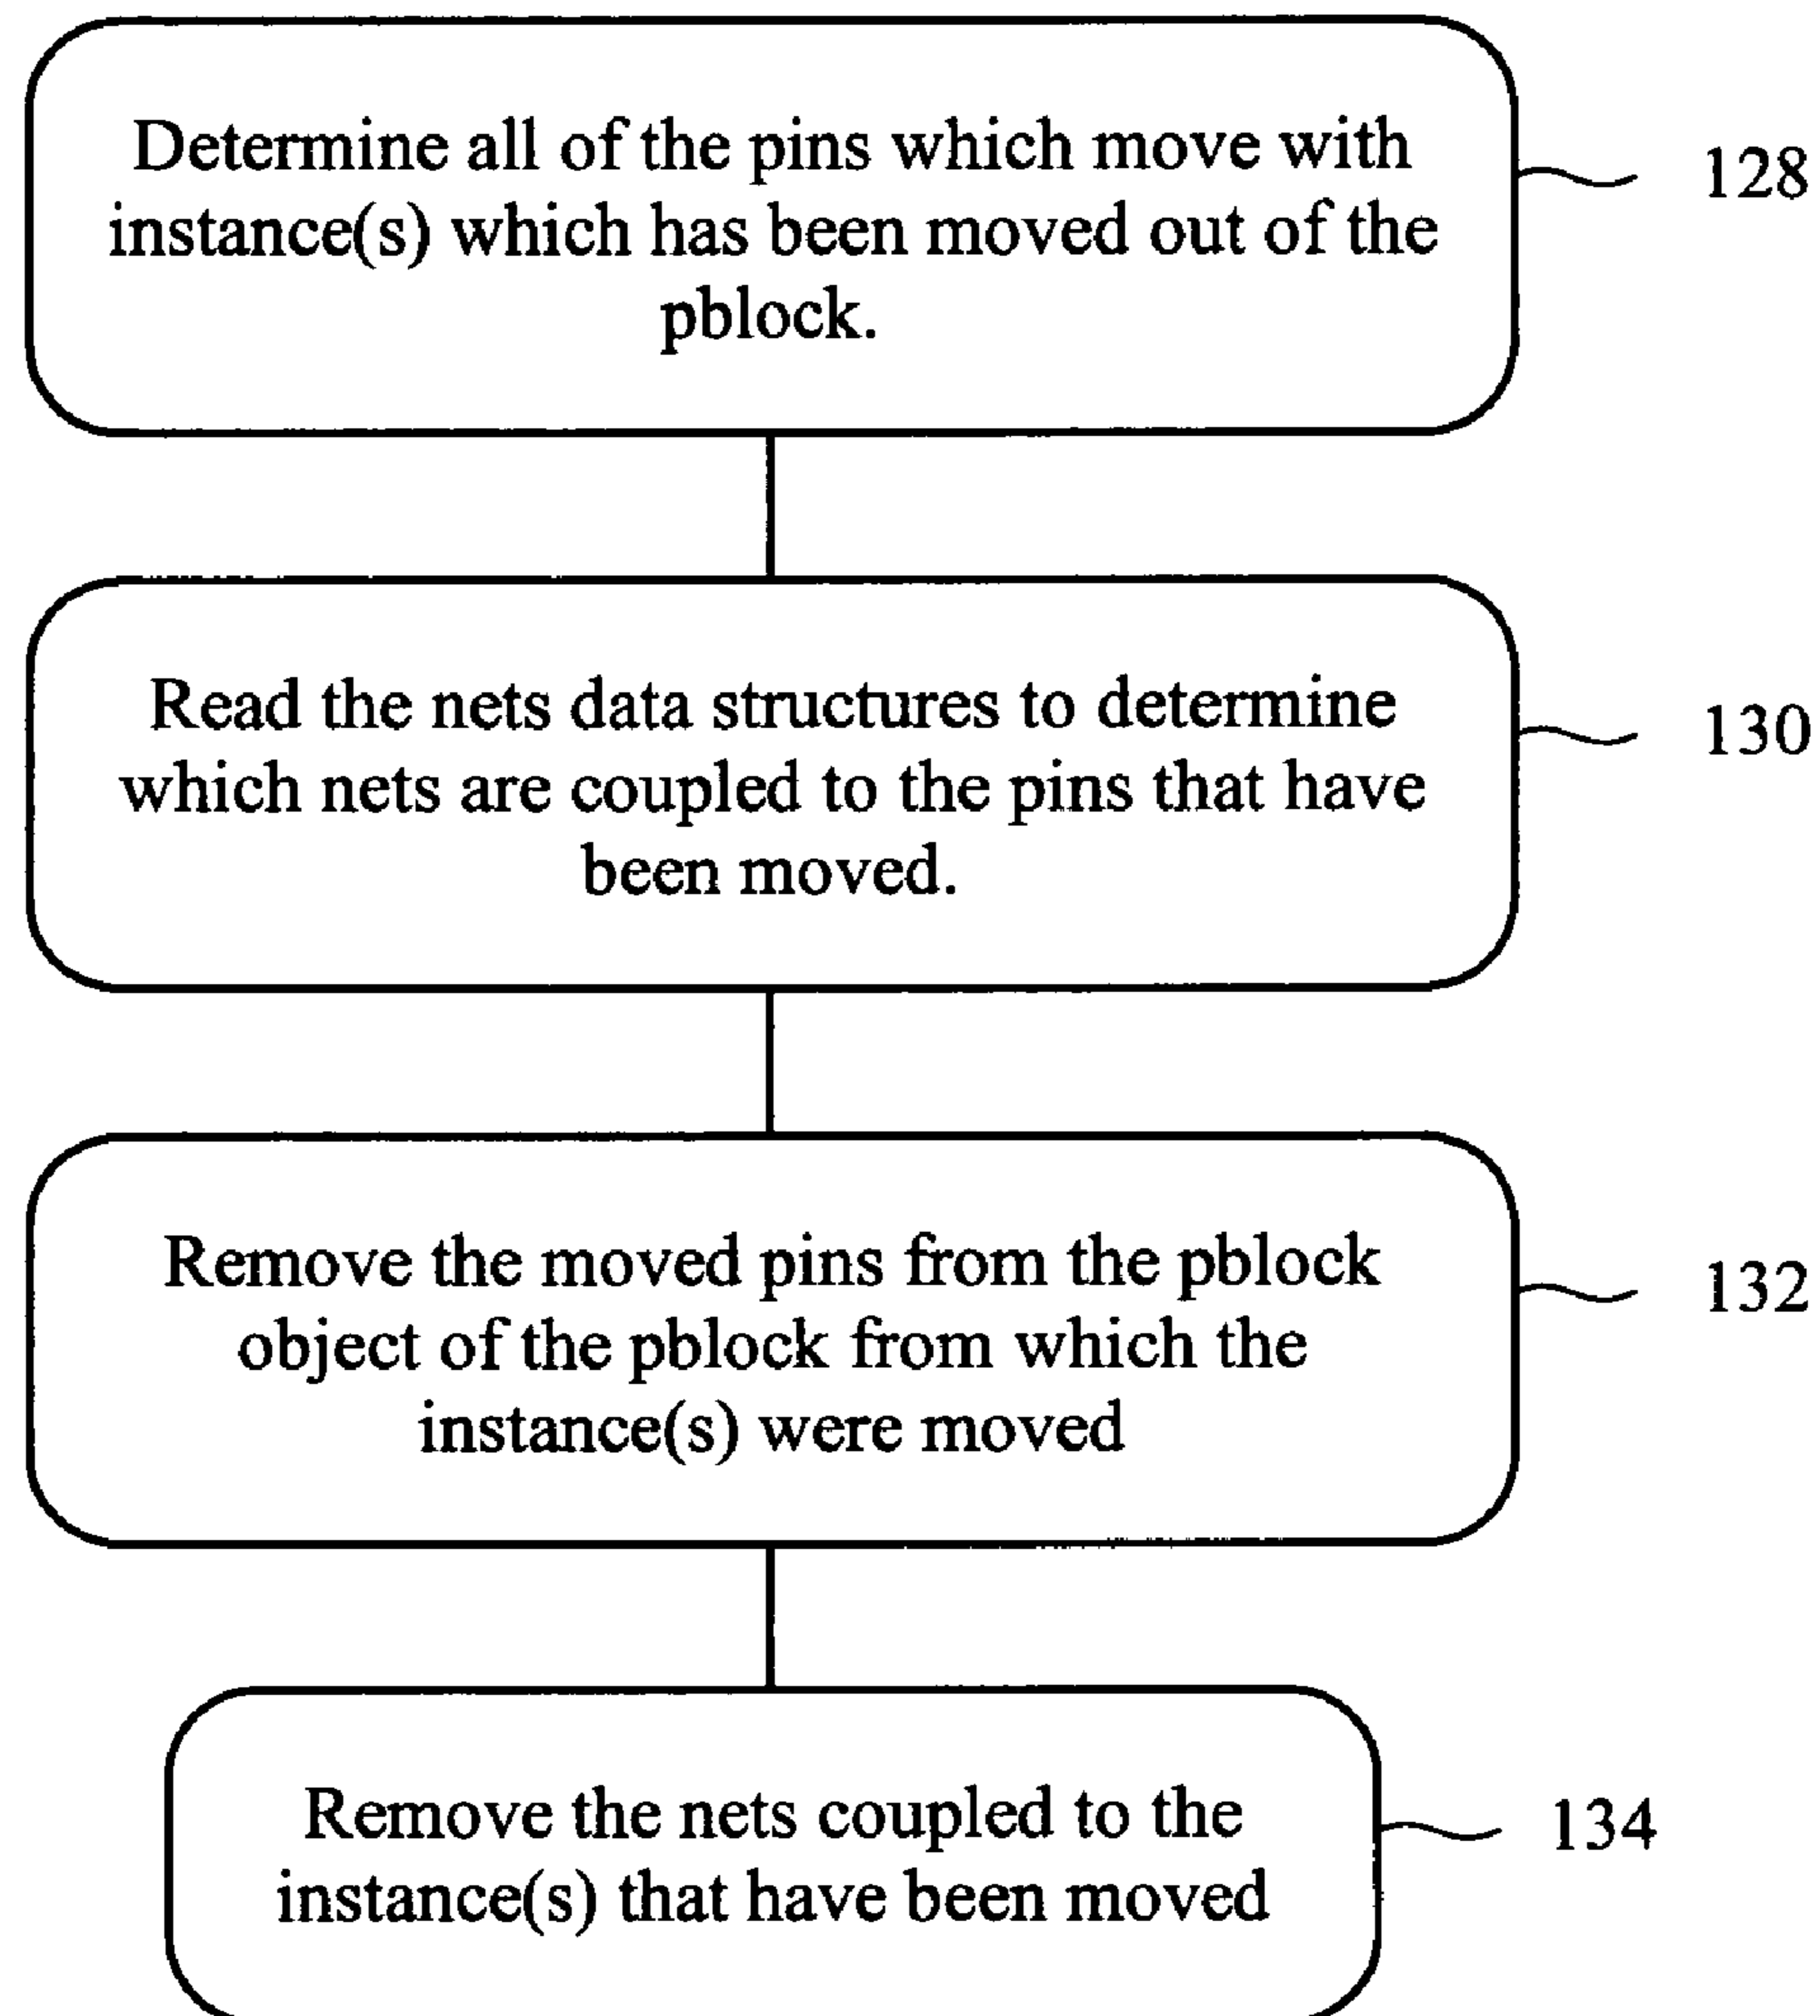 Determine all of the pins which move with
instance(s) which has been moved out of the
pblock.
128
Read the nets data structures to determine
which nets are coupled to the pins that have
been moved.
130
Remove the moved pins from the pblock
object of the pblock from which the
instance(s) were moved
132
Remove the nets coupled to the
instance(s) that have been moved
134